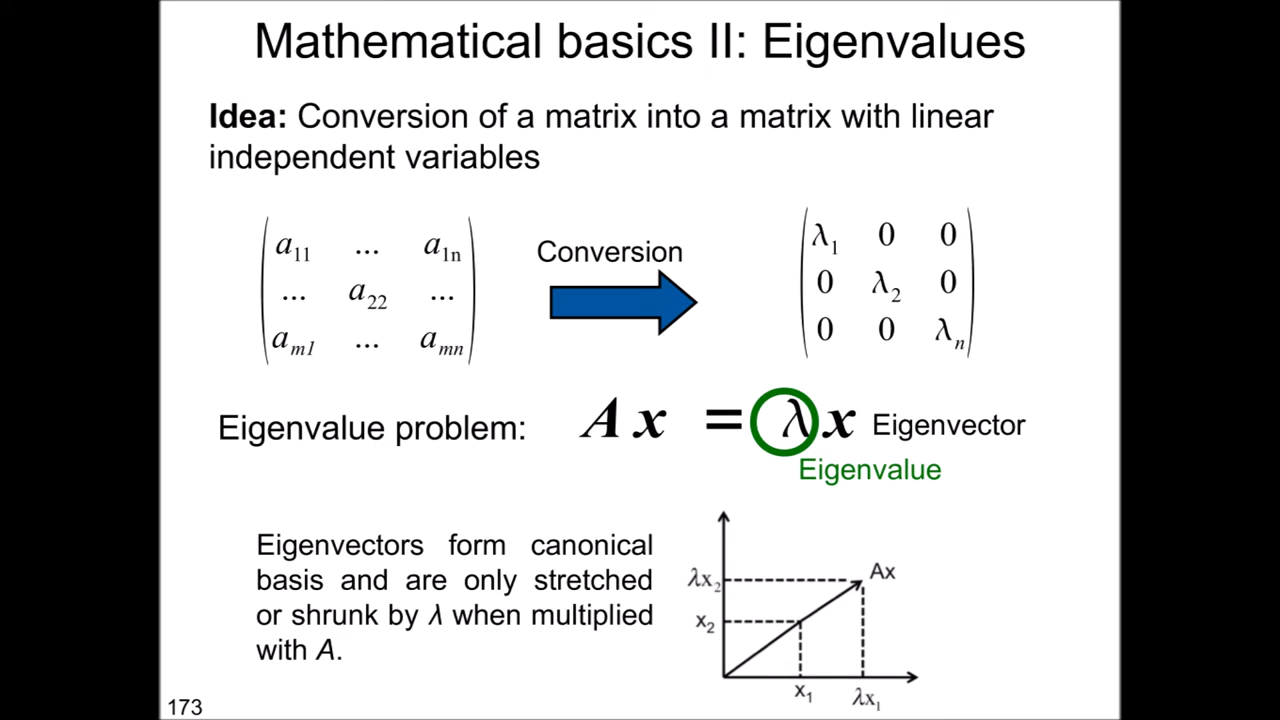 Mathematical basics II: Eigenvalues
Idea: Conversion of a matrix into a matrix with linear
independent variables
a11 ... a1n
... a22 ...
am1 ... amn
Conversion
λ1 0 0
0 λ2 0
0 0 λn
Eigenvalue problem: A x = λ x Eigenvector
Eigenvalue
Eigenvectors form canonical
basis and are only stretched
or shrunk by λ when multiplied
with A.
Ax
λx2
x2
x1 λx1
173